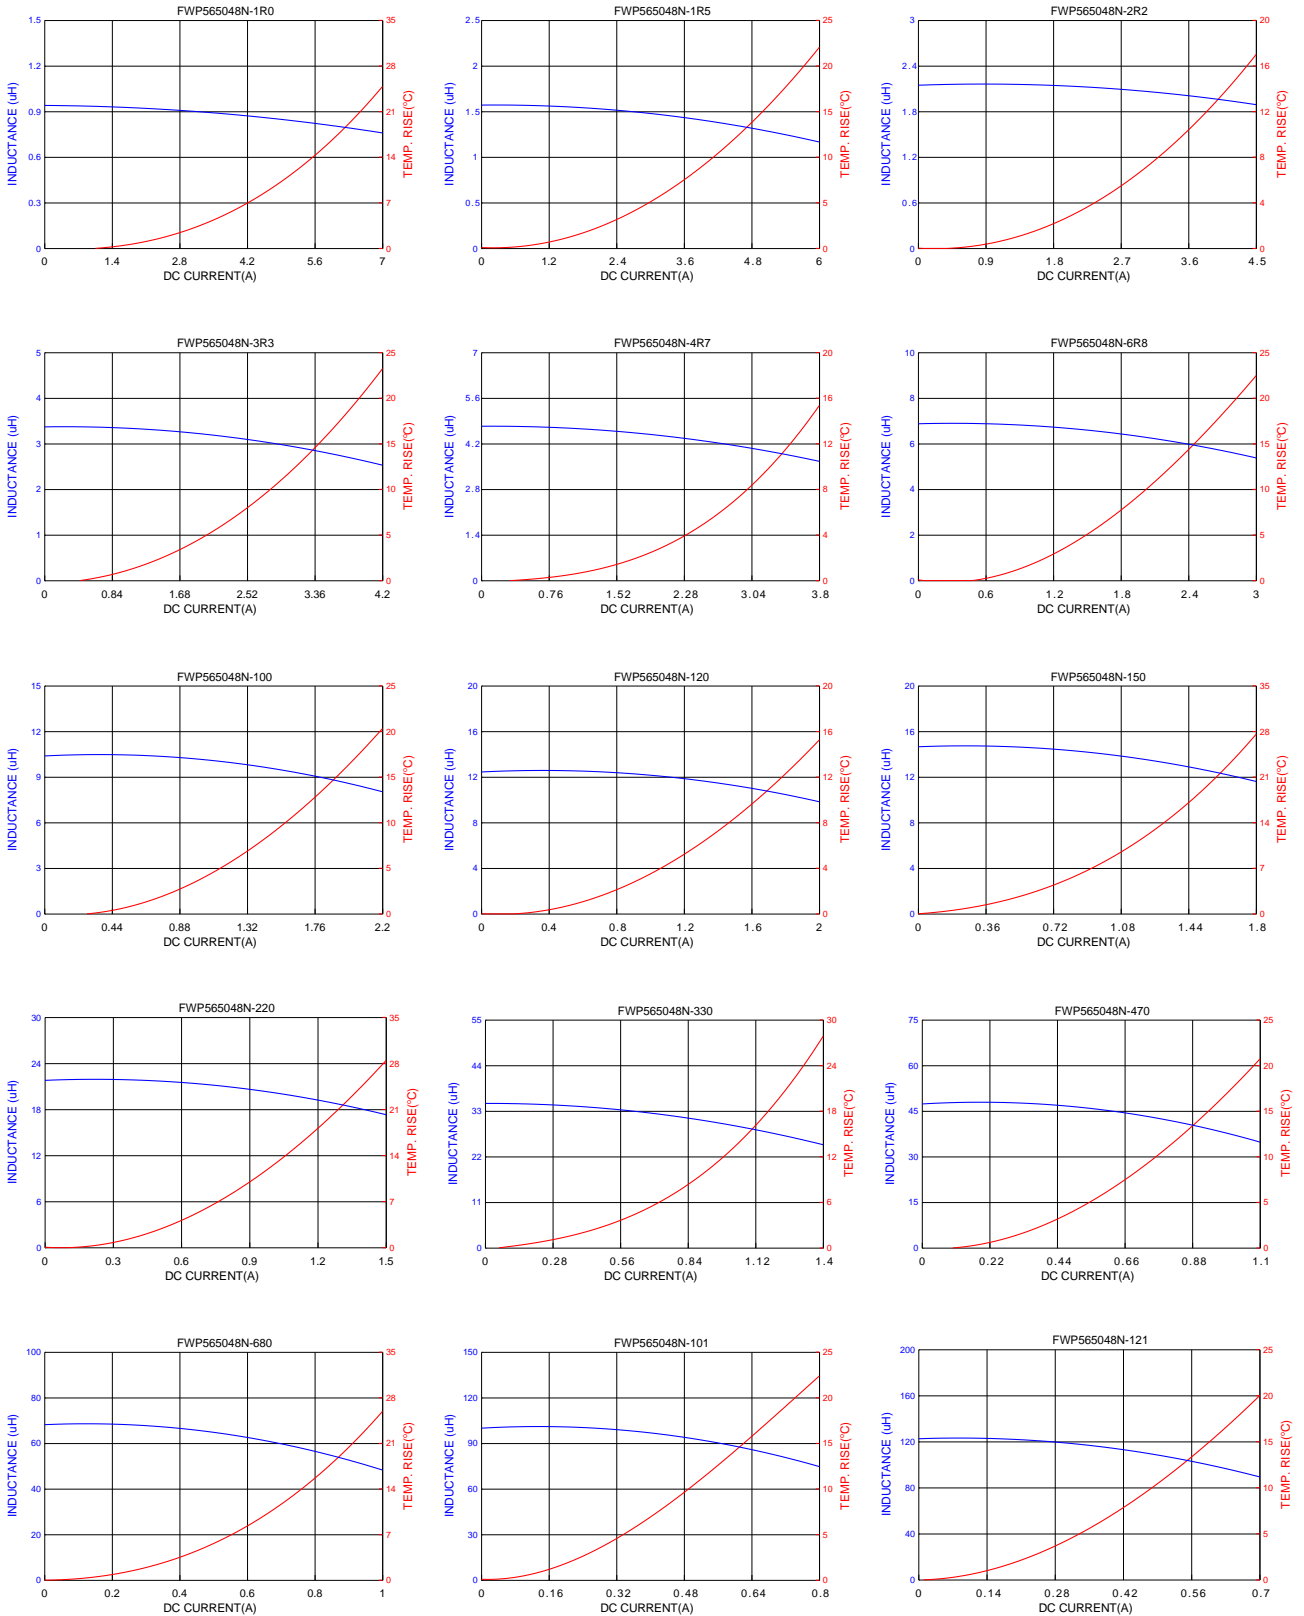 FWP565048N-1R0
1.5
1.2
0.9
0.6
0.3
0
INDUCTANCE (uH)
35
28
21
14
7
0
TEMP. RISE(°C)
0 1.4 2.8 4.2 5.6 7
DC CURRENT(A)
FWP565048N-1R5
2.5
2
1.5
1
0.5
0
INDUCTANCE (uH)
25
20
15
10
5
0
TEMP. RISE(°C)
0 1.2 2.4 3.6 4.8 6
DC CURRENT(A)
FWP565048N-2R2
3
2.4
1.8
1.2
0.6
0
INDUCTANCE (uH)
20
16
12
8
4
0
TEMP. RISE(°C)
0 0.9 1.8 2.7 3.6 4.5
DC CURRENT(A)
FWP565048N-3R3
5
4
3
2
1
0
INDUCTANCE (uH)
25
20
15
10
5
0
TEMP. RISE(°C)
0 0.84 1.68 2.52 3.36 4.2
DC CURRENT(A)
FWP565048N-4R7
7
5.6
4.2
2.8
1.4
0
INDUCTANCE (uH)
20
16
12
8
4
0
TEMP. RISE(°C)
0 0.76 1.52 2.28 3.04 3.8
DC CURRENT(A)
FWP565048N-6R8
10
8
6
4
2
0
INDUCTANCE (uH)
25
20
15
10
5
0
TEMP. RISE(°C)
0 0.6 1.2 1.8 2.4 3
DC CURRENT(A)
FWP565048N-100
15
12
9
6
3
0
INDUCTANCE (uH)
25
20
15
10
5
0
TEMP. RISE(°C)
0 0.44 0.88 1.32 1.76 2.2
DC CURRENT(A)
FWP565048N-120
20
16
12
8
4
0
INDUCTANCE (uH)
20
16
12
8
4
0
TEMP. RISE(°C)
0 0.4 0.8 1.2 1.6 2
DC CURRENT(A)
FWP565048N-150
20
16
12
8
4
0
INDUCTANCE (uH)
35
28
21
14
7
0
TEMP. RISE(°C)
0 0.36 0.72 1.08 1.44 1.8
DC CURRENT(A)
FWP565048N-220
30
24
18
12
6
0
INDUCTANCE (uH)
35
28
21
14
7
0
TEMP. RISE(°C)
0 0.3 0.6 0.9 1.2 1.5
DC CURRENT(A)
FWP565048N-330
55
44
33
22
11
0
INDUCTANCE (uH)
30
24
18
12
6
0
TEMP. RISE(°C)
0 0.28 0.56 0.84 1.12 1.4
DC CURRENT(A)
FWP565048N-470
75
60
45
30
15
0
INDUCTANCE (uH)
25
20
15
10
5
0
TEMP. RISE(°C)
0 0.22 0.44 0.66 0.88 1.1
DC CURRENT(A)
FWP565048N-680
100
80
60
40
20
0
INDUCTANCE (uH)
35
28
21
14
7
0
TEMP. RISE(°C)
0 0.2 0.4 0.6 0.8 1
DC CURRENT(A)
FWP565048N-101
150
120
90
60
30
0
INDUCTANCE (uH)
25
20
15
10
5
0
TEMP. RISE(°C)
0 0.16 0.32 0.48 0.64 0.8
DC CURRENT(A)
FWP565048N-121
200
160
120
80
40
0
INDUCTANCE (uH)
25
20
15
10
5
0
TEMP. RISE(°C)
0 0.14 0.28 0.42 0.56 0.7
DC CURRENT(A)